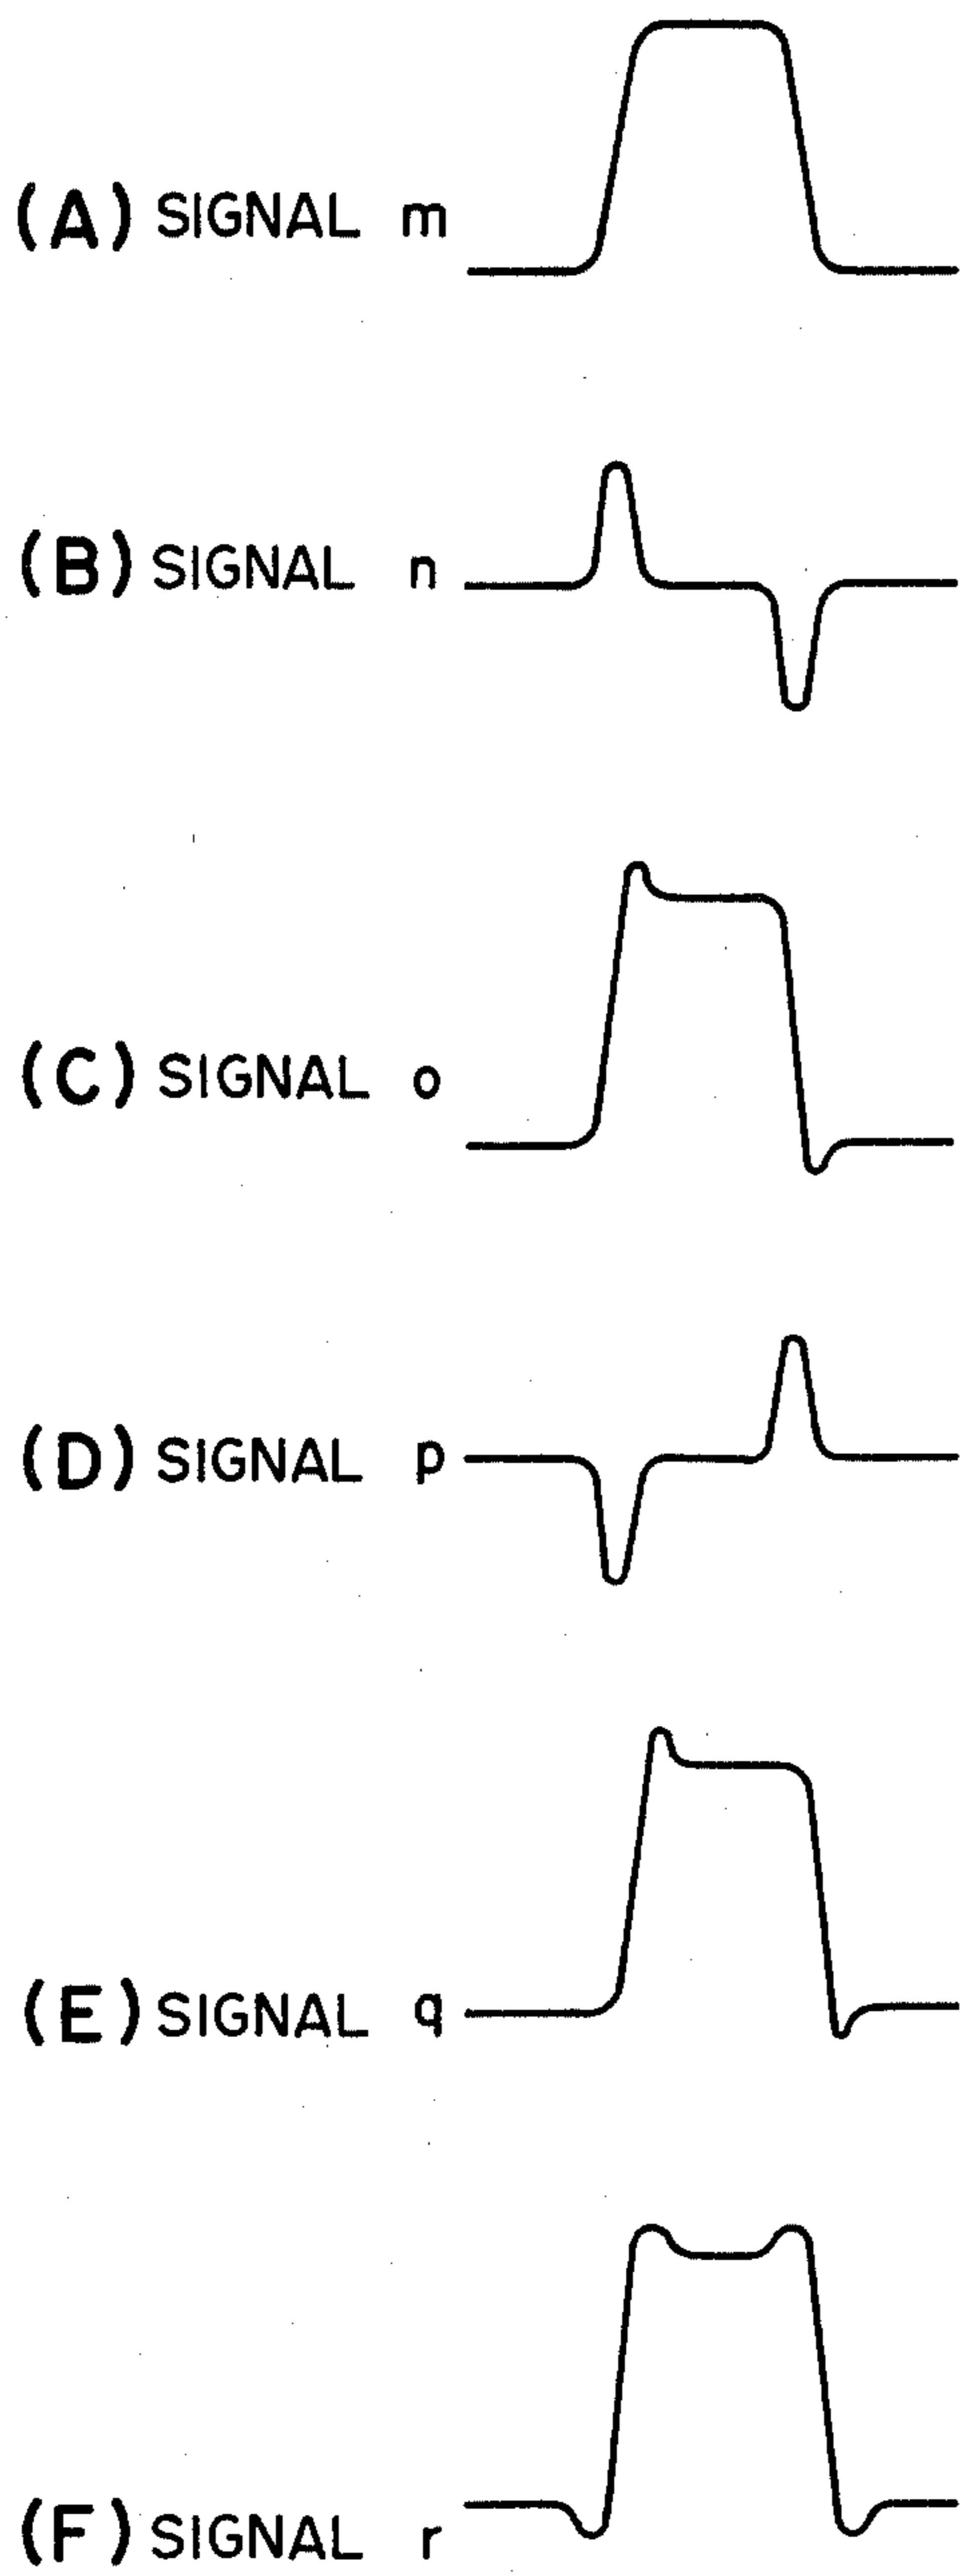 (A) SIGNAL m
(B) SIGNAL n
(C) SIGNAL o
(D) SIGNAL p
(E) SIGNAL q
(F) SIGNAL r